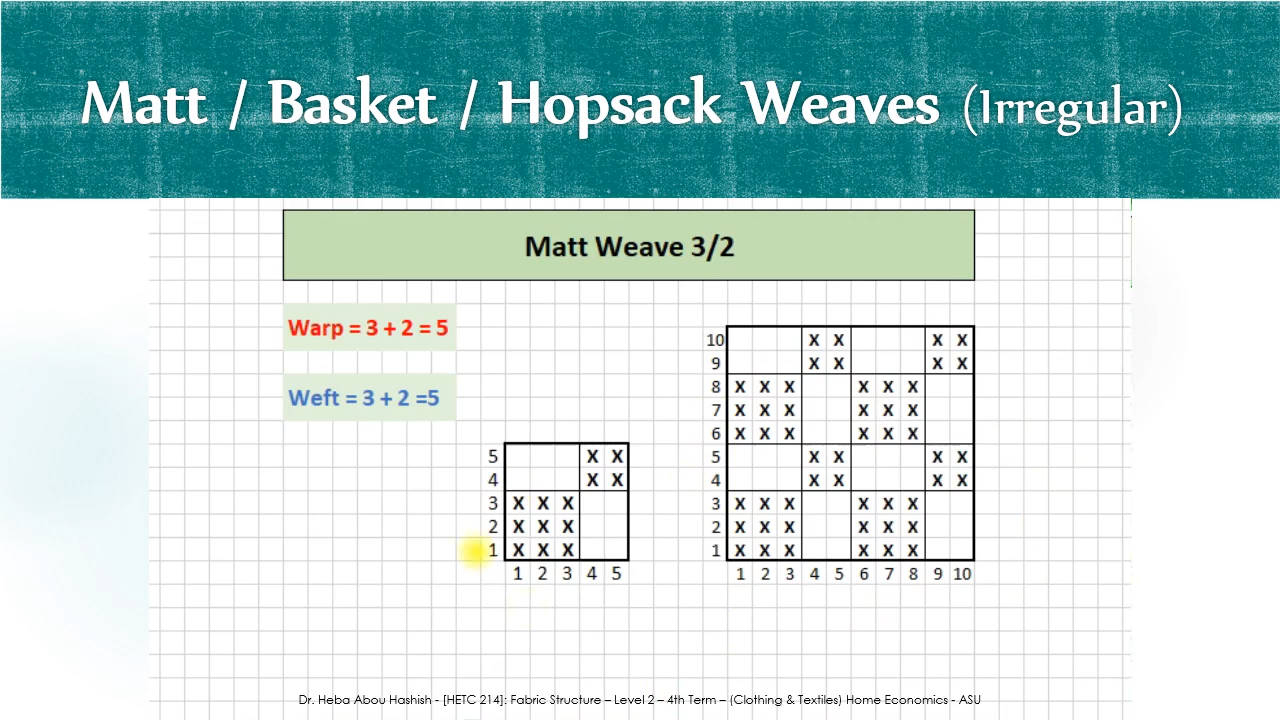 Matt / Basket / Hopsack Weaves (Irregular)
Matt Weave 3/2
Warp = 3 + 2 = 5
Weft = 3 + 2 =5
5 X X
4 X X
3 X X X
2 X X X
1 X X X
1 2 3 4 5
10 X X X X
9 X X X X
8 X X X X X X
7 X X X X X X
6 X X X X X X
5 X X X X
4 X X X X
3 X X X X X X
2 X X X X X X
1 X X X X X X
1 2 3 4 5 6 7 8 9 10
Dr. Heba Abou Hashish - [HETC 214]: Fabric Structure – Level 2 – 4th Term – (Clothing & Textiles) Home Economics - ASU